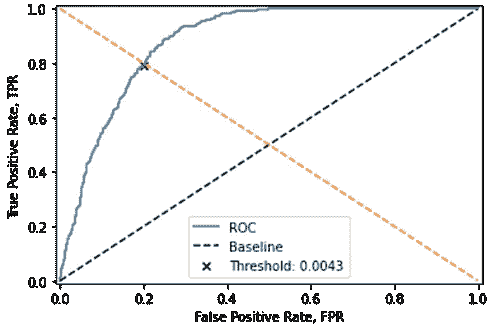 1.0
0.8
0.6
0.4
0.2
0.0
True Positive Rate, TPR
ROC
Baseline
Threshold: 0.0043
0.0 0.2 0.4 0.6 0.8 1.0
False Positive Rate, FPR